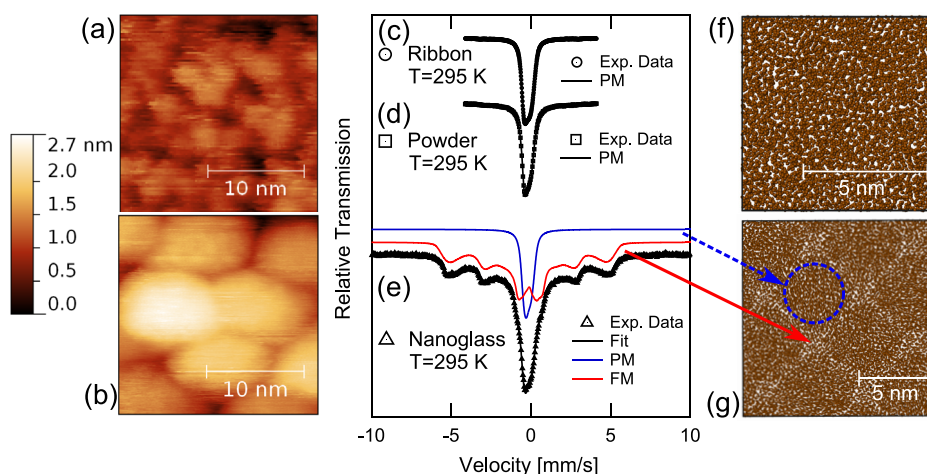 (a)
2.7 nm
2.0
1.5
1.0
0.5
0.0
10 nm
(b)
10 nm
Relative Transmission
(c)
Ribbon
T=295 K
Exp. Data
PM
(d)
Powder
T=295 K
Exp. Data
PM
(e)
Nanoglass
T=295 K
Exp. Data
Fit
PM
FM
-10
-5
0
5
10
Velocity [mm/s]
(f)
5 nm
5 nm
(g)